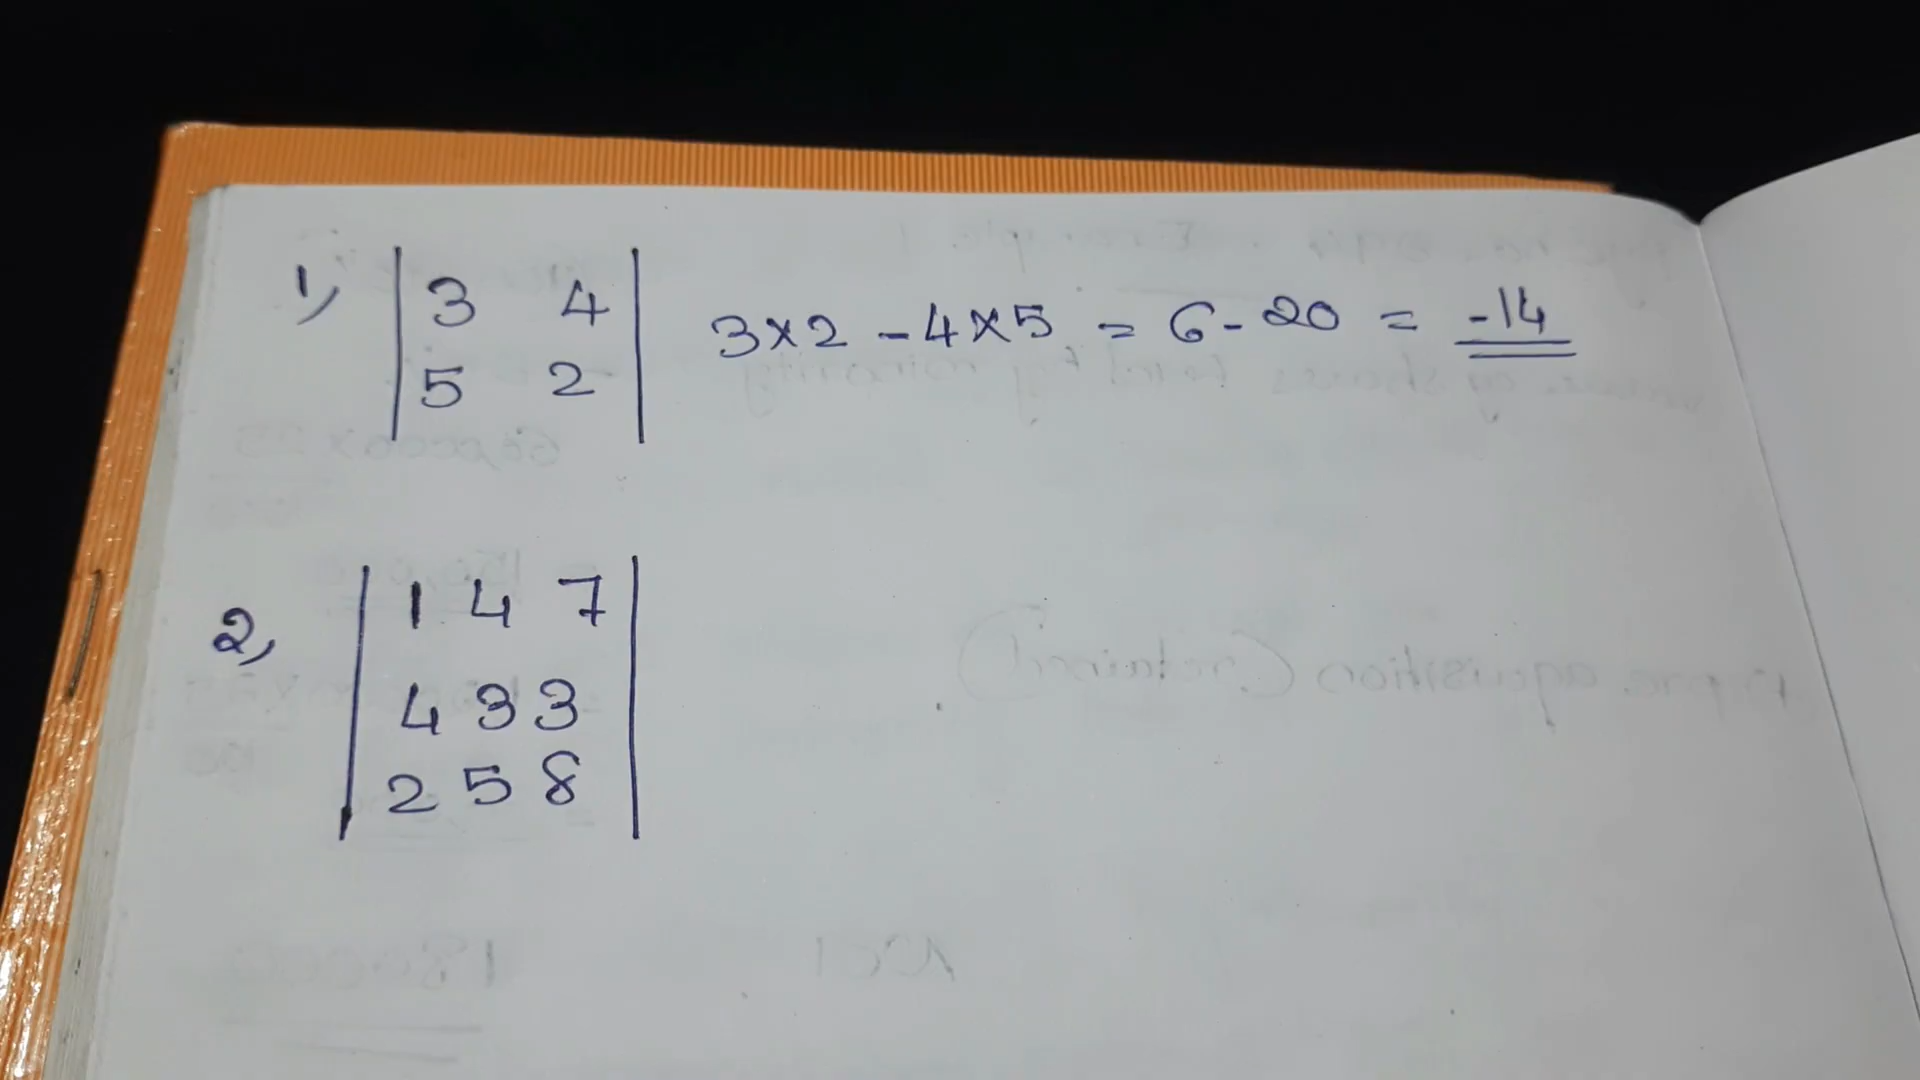 1) | 3 4 | 3×2 - 4×5 = 6 - 20 = -14
| 5 2 |
2) | 1 4 7 |
| 4 3 3 |
| 2 5 8 |